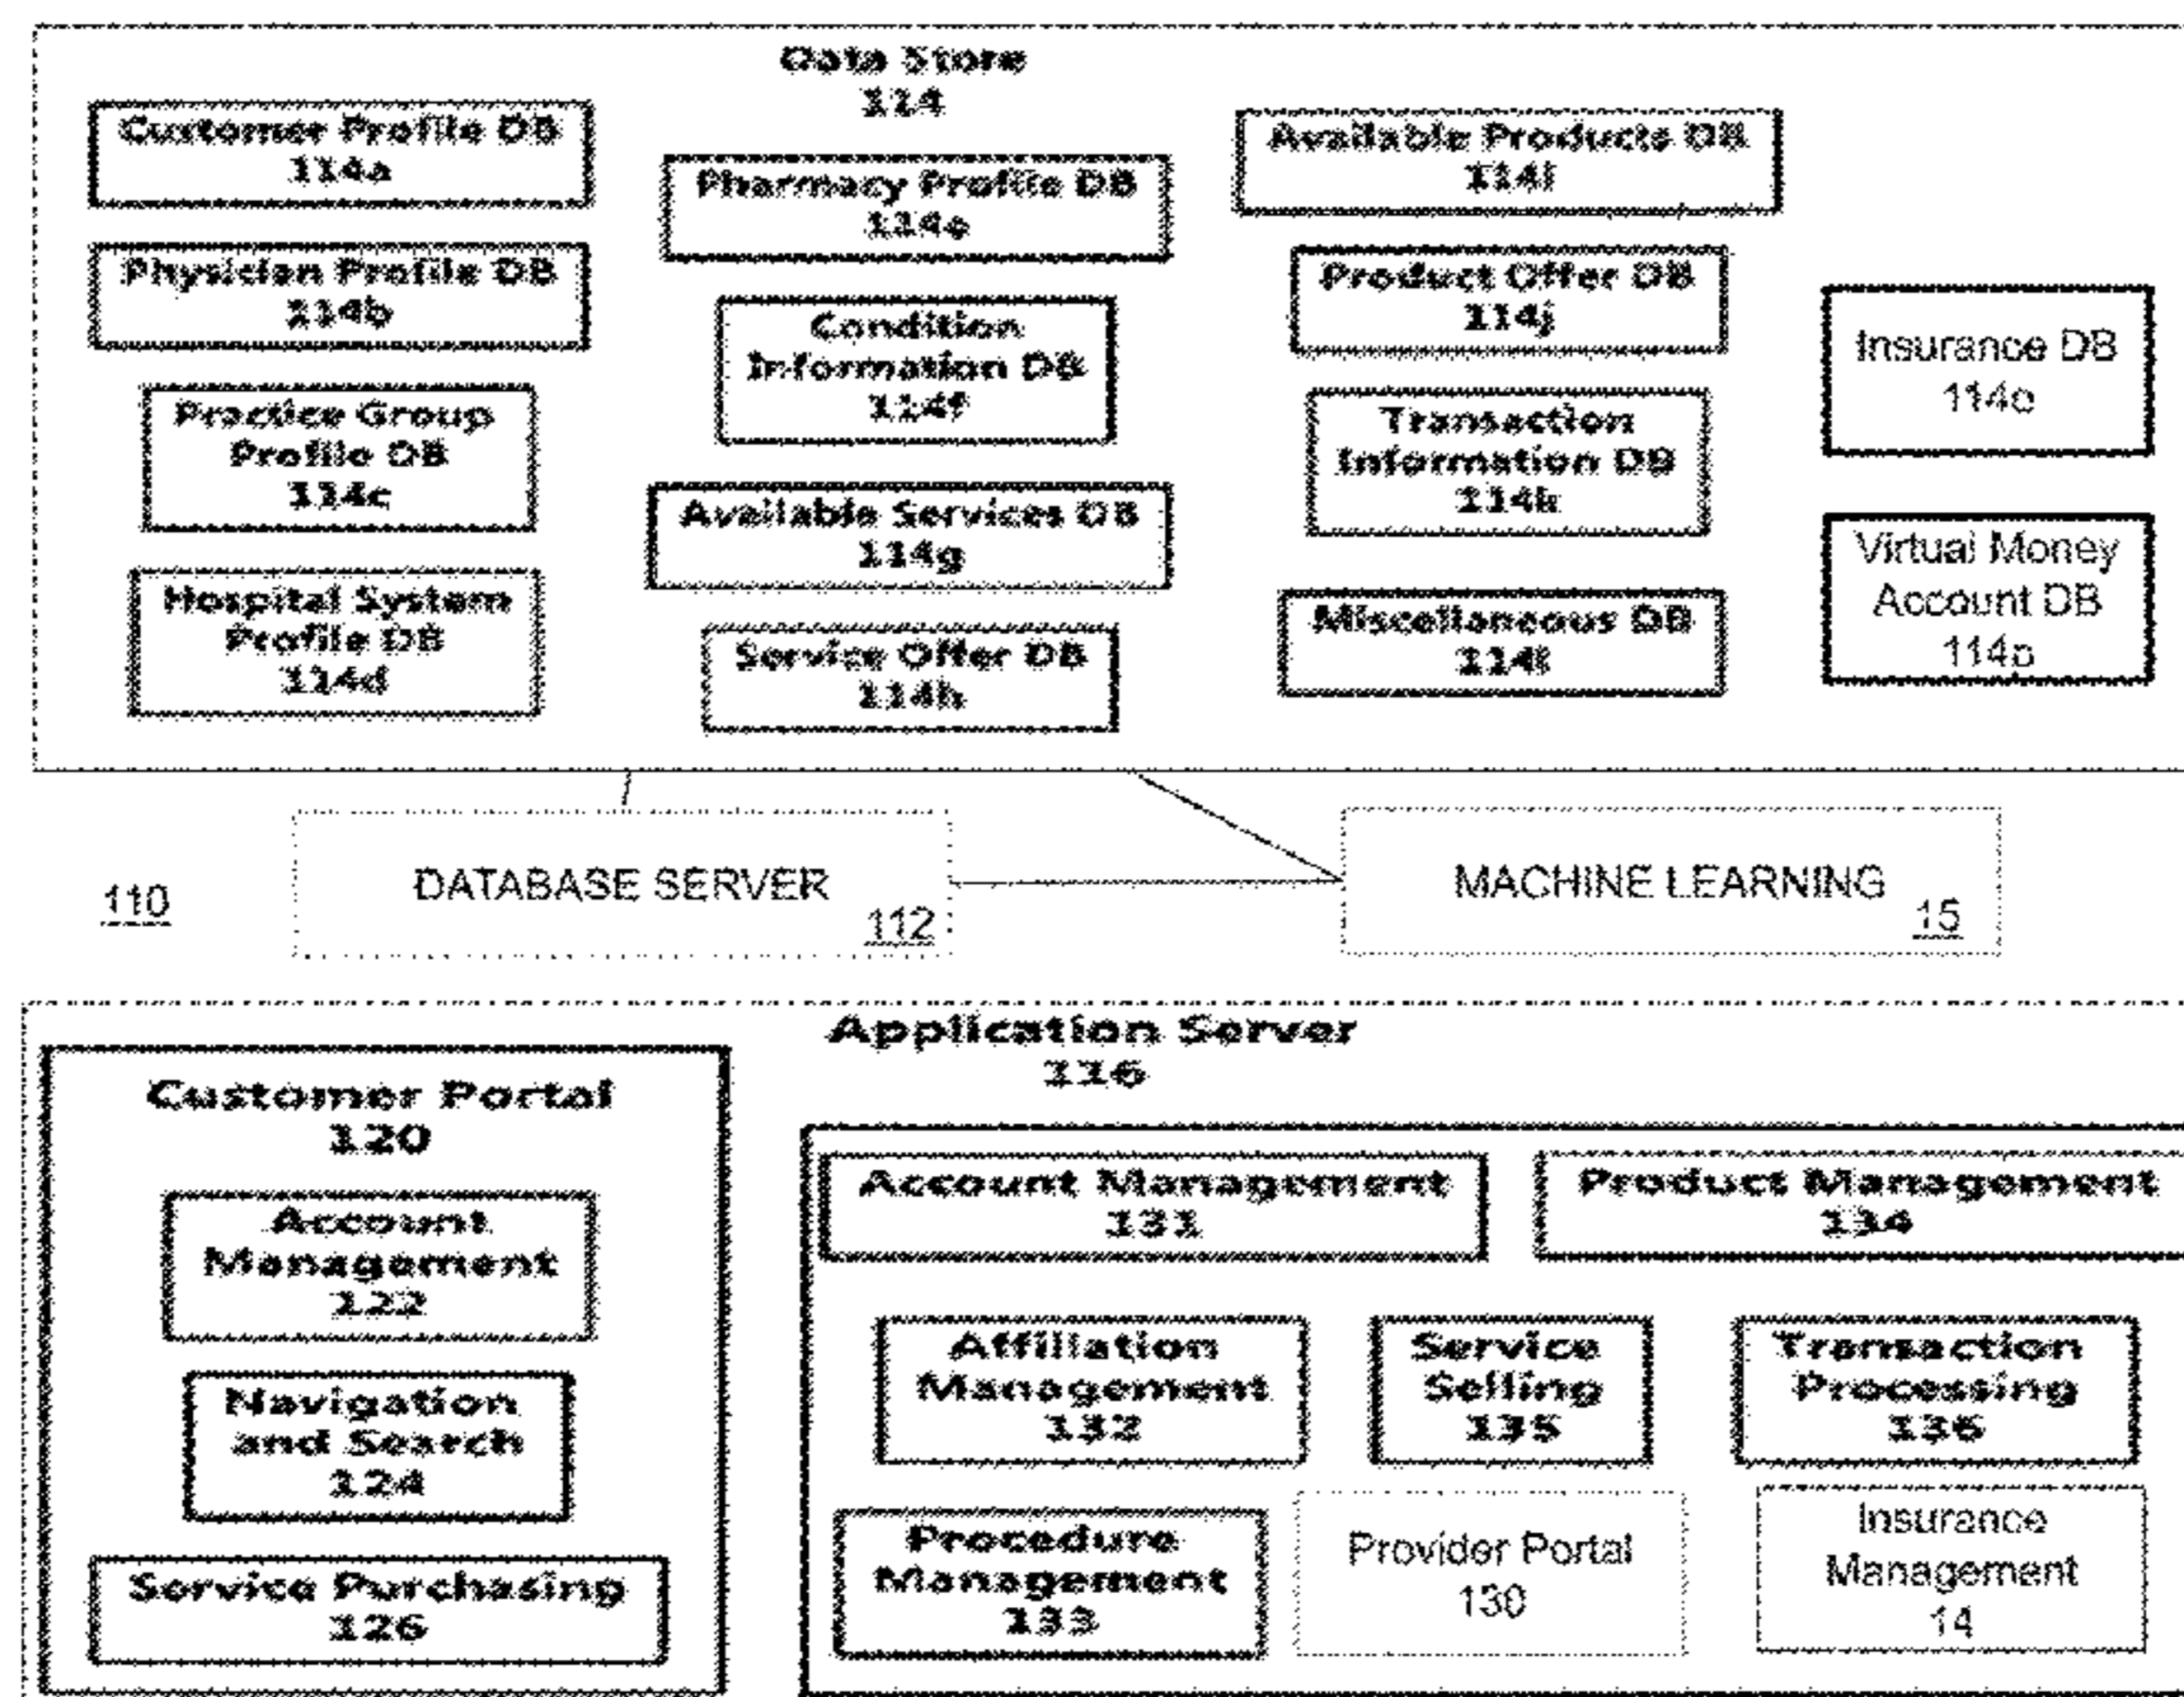 Data Store
114
Customer Profile DB
114a
Physician Profile DB
114b
Practice Group
Profile DB
114c
Hospital System
Profile DB
114d
Pharmacy Profile DB
114e
Condition
Information DB
114f
Available Services DB
114g
Service Offer DB
114h
Available Products DB
114i
Product Offer DB
114j
Transaction
Information DB
114k
Miscellaneous DB
114l
Insurance DB
114o
Virtual Money
Account DB
114p
110
DATABASE SERVER
112
MACHINE LEARNING
15
Application Server
116
Customer Portal
120
Account
Management
122
Navigation
and Search
124
Service Purchasing
126
Account Management
131
Product Management
134
Affiliation
Management
132
Service
Selling
135
Transaction
Processing
136
Procedure
Management
133
Provider Portal
130
Insurance
Management
14